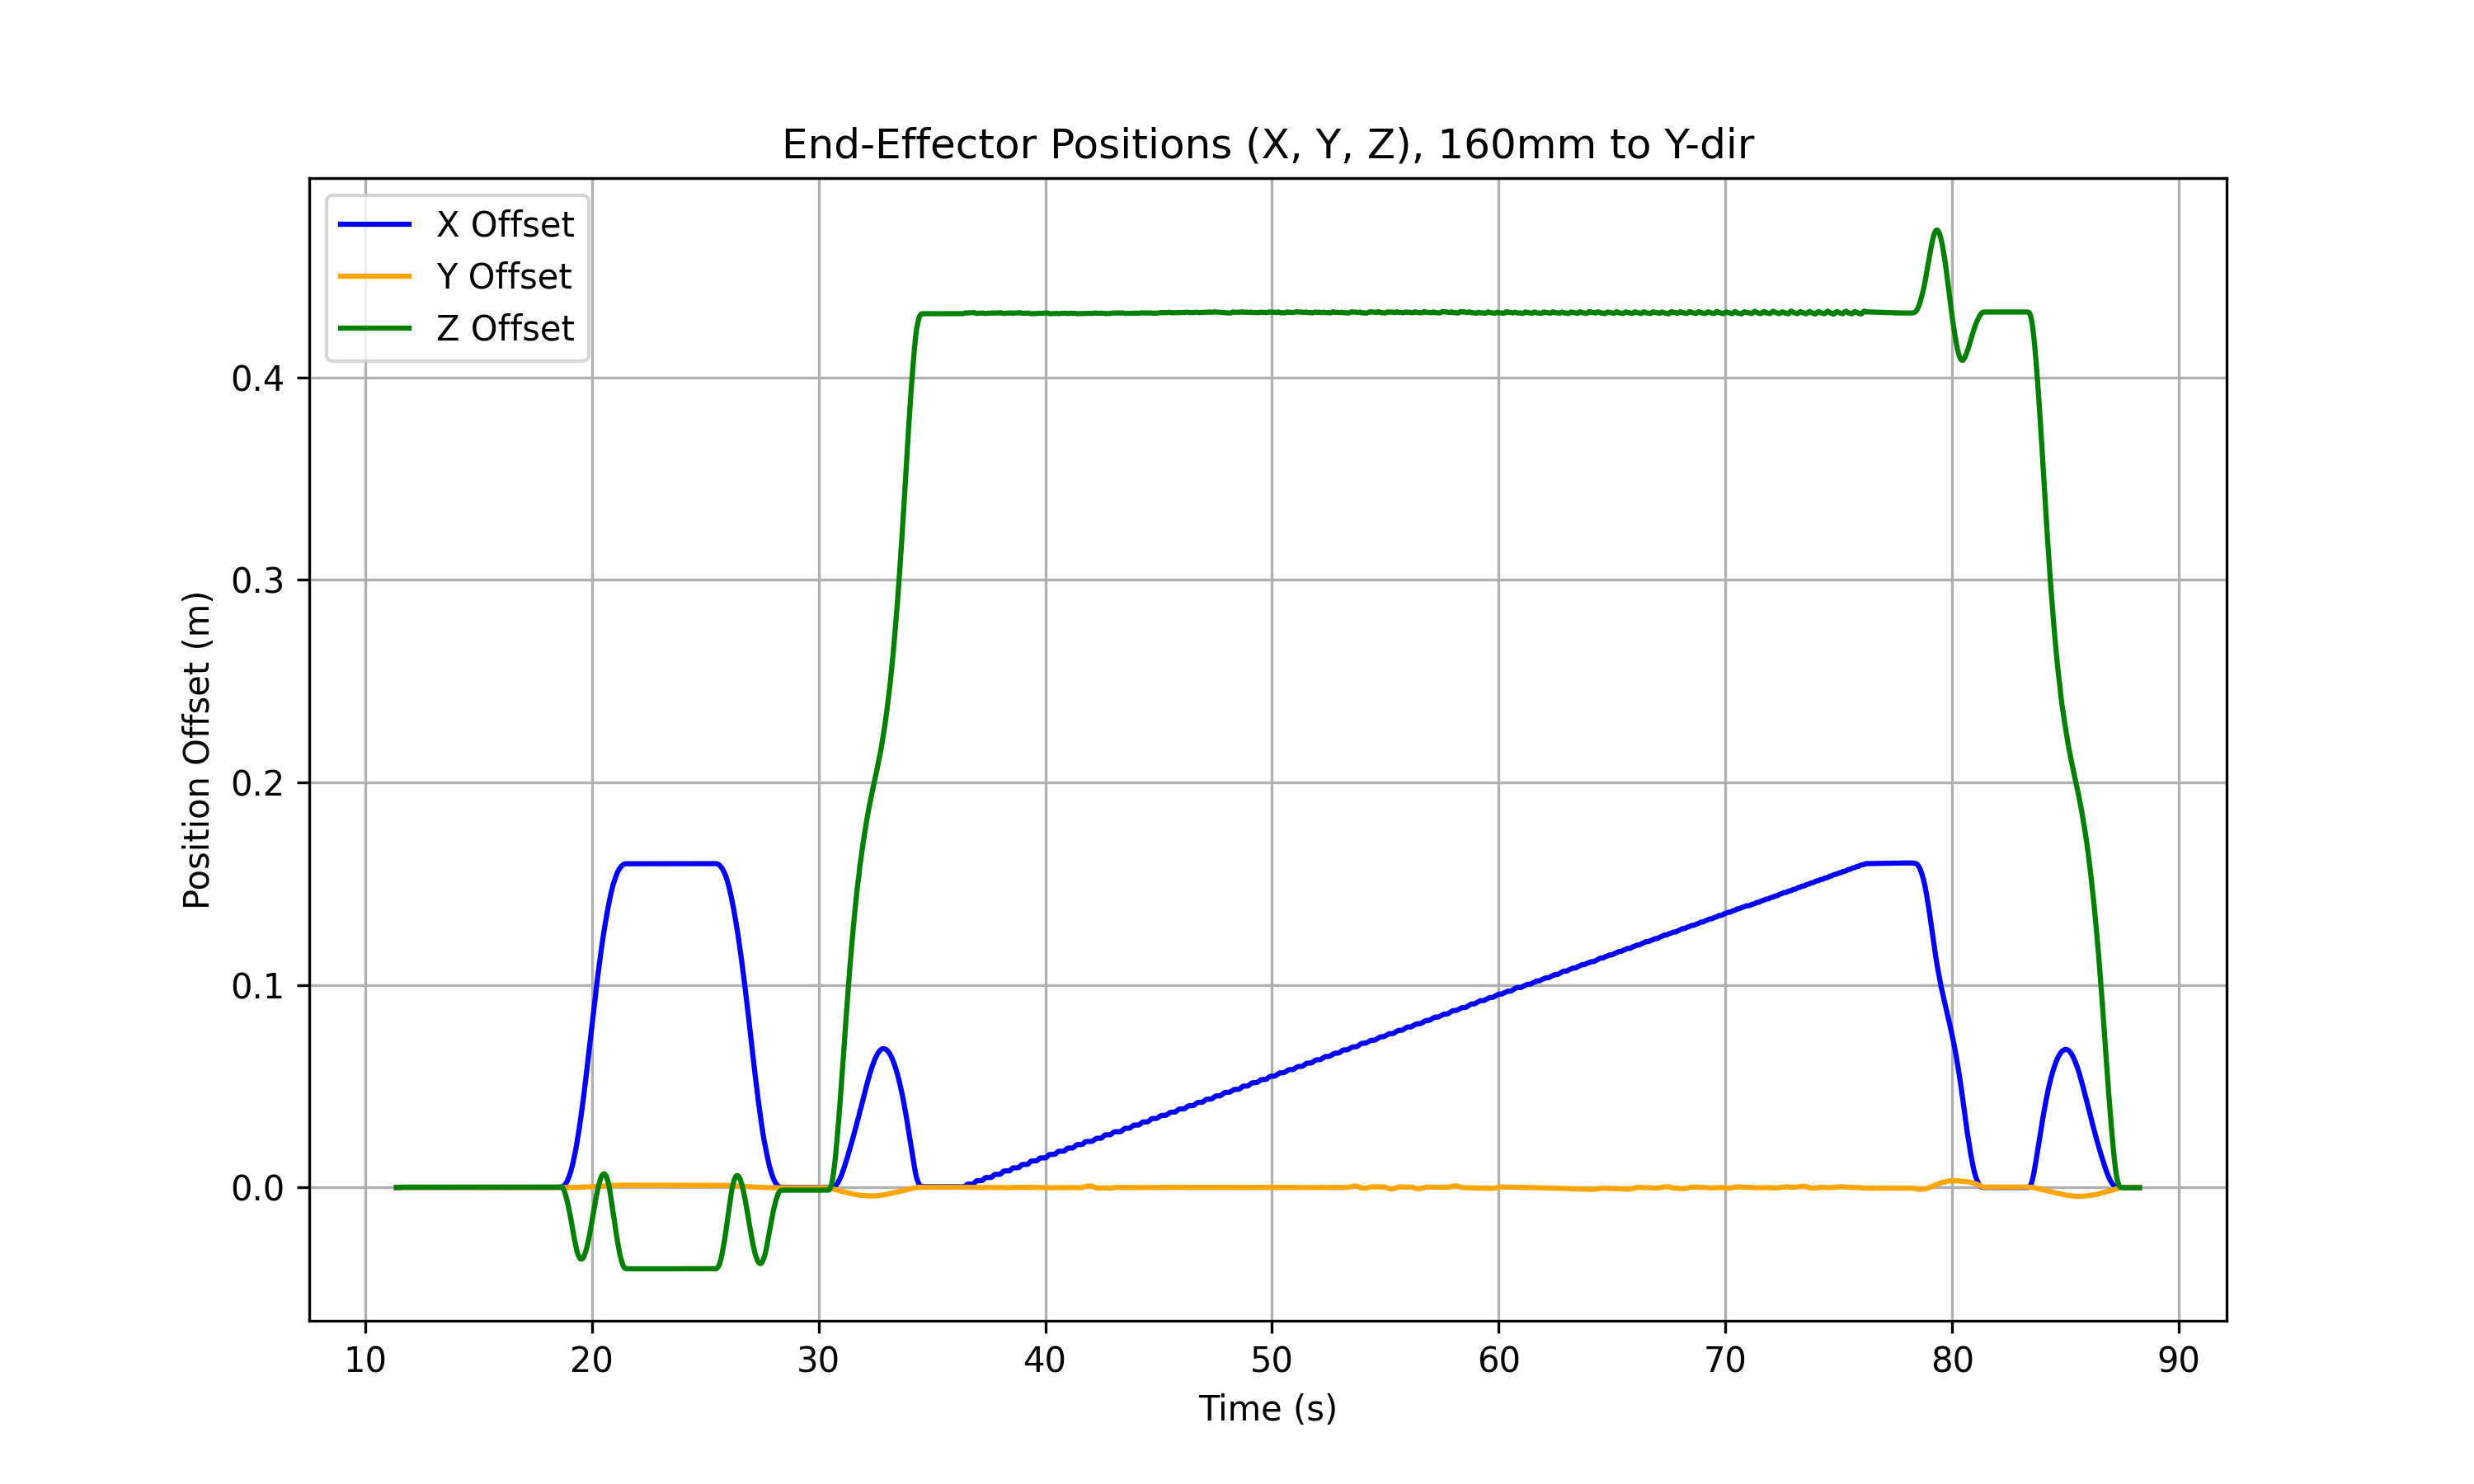 End-Effector Positions (X, Y, Z), 160mm to Y-dir
X Offset
Y Offset
Z Offset
Position Offset (m)
0.4
0.3
0.2
0.1
0.0
10 20 30 40 50 60 70 80 90
Time (s)